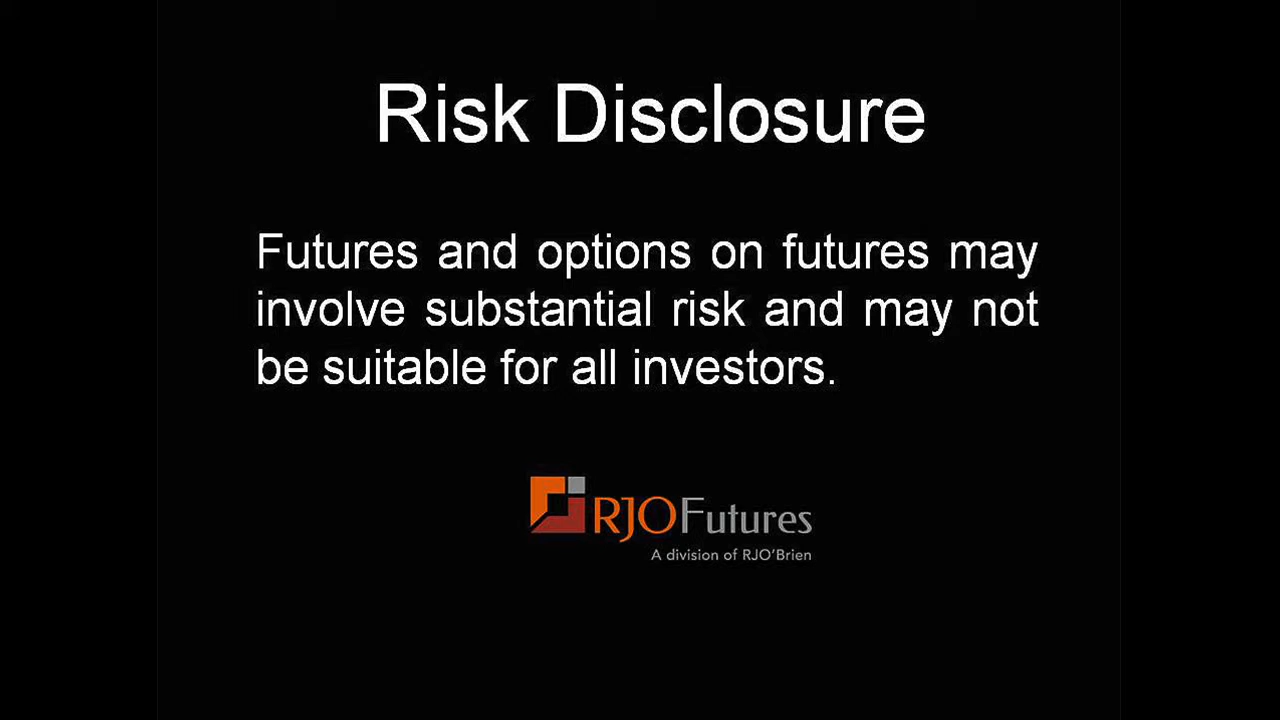 Risk Disclosure
Futures and options on futures may
involve substantial risk and may not
be suitable for all investors.
RJOFutures
A division of RJO'Brien